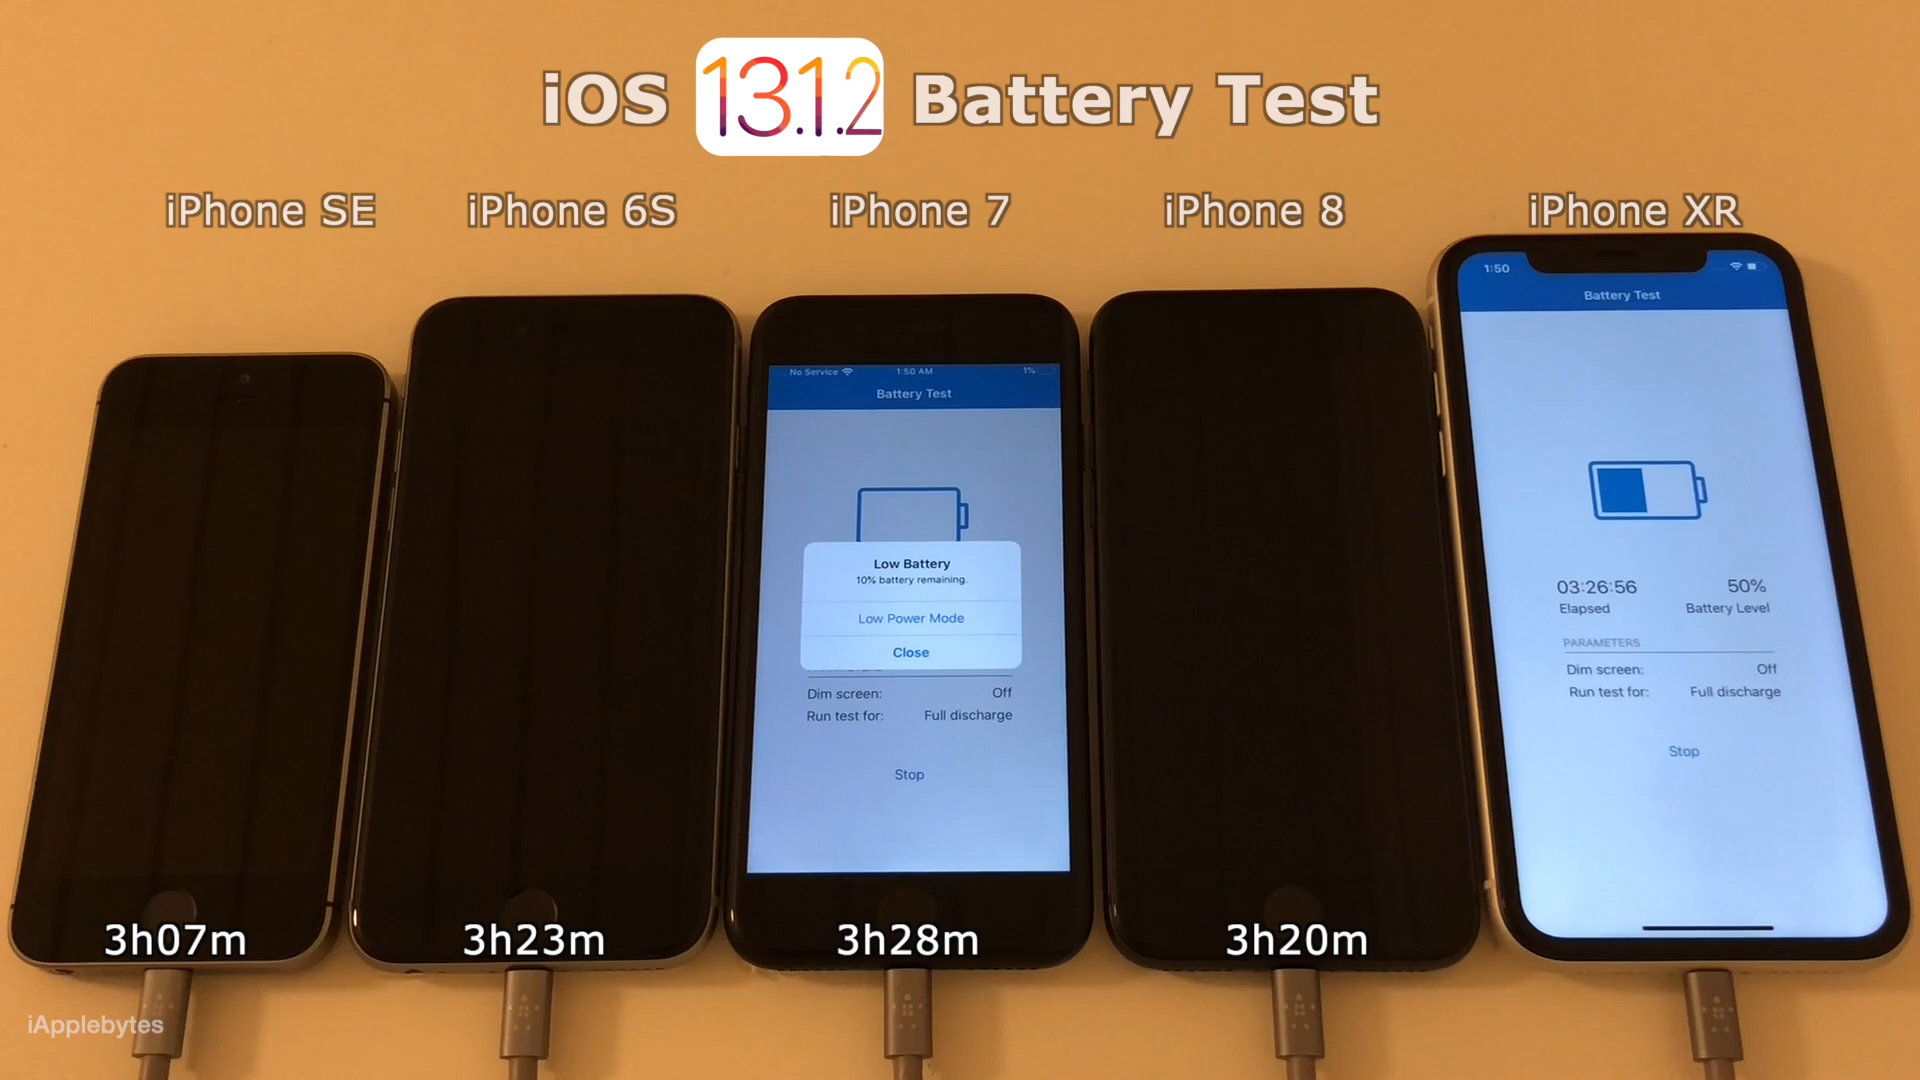 iOS 13.1.2 Battery Test
iPhone SE
iPhone 6S
iPhone 7
iPhone 8
iPhone XR
No Service 1:50 AM 1%
Battery Test
Low Battery
10% battery remaining.
Low Power Mode
Close
Dim screen: Off
Run test for: Full discharge
Stop
1:50
Battery Test
03:26:56 50%
Elapsed Battery Level
PARAMETERS
Dim screen: Off
Run test for: Full discharge
Stop
3h07m
3h23m
3h28m
3h20m
iApplebytes